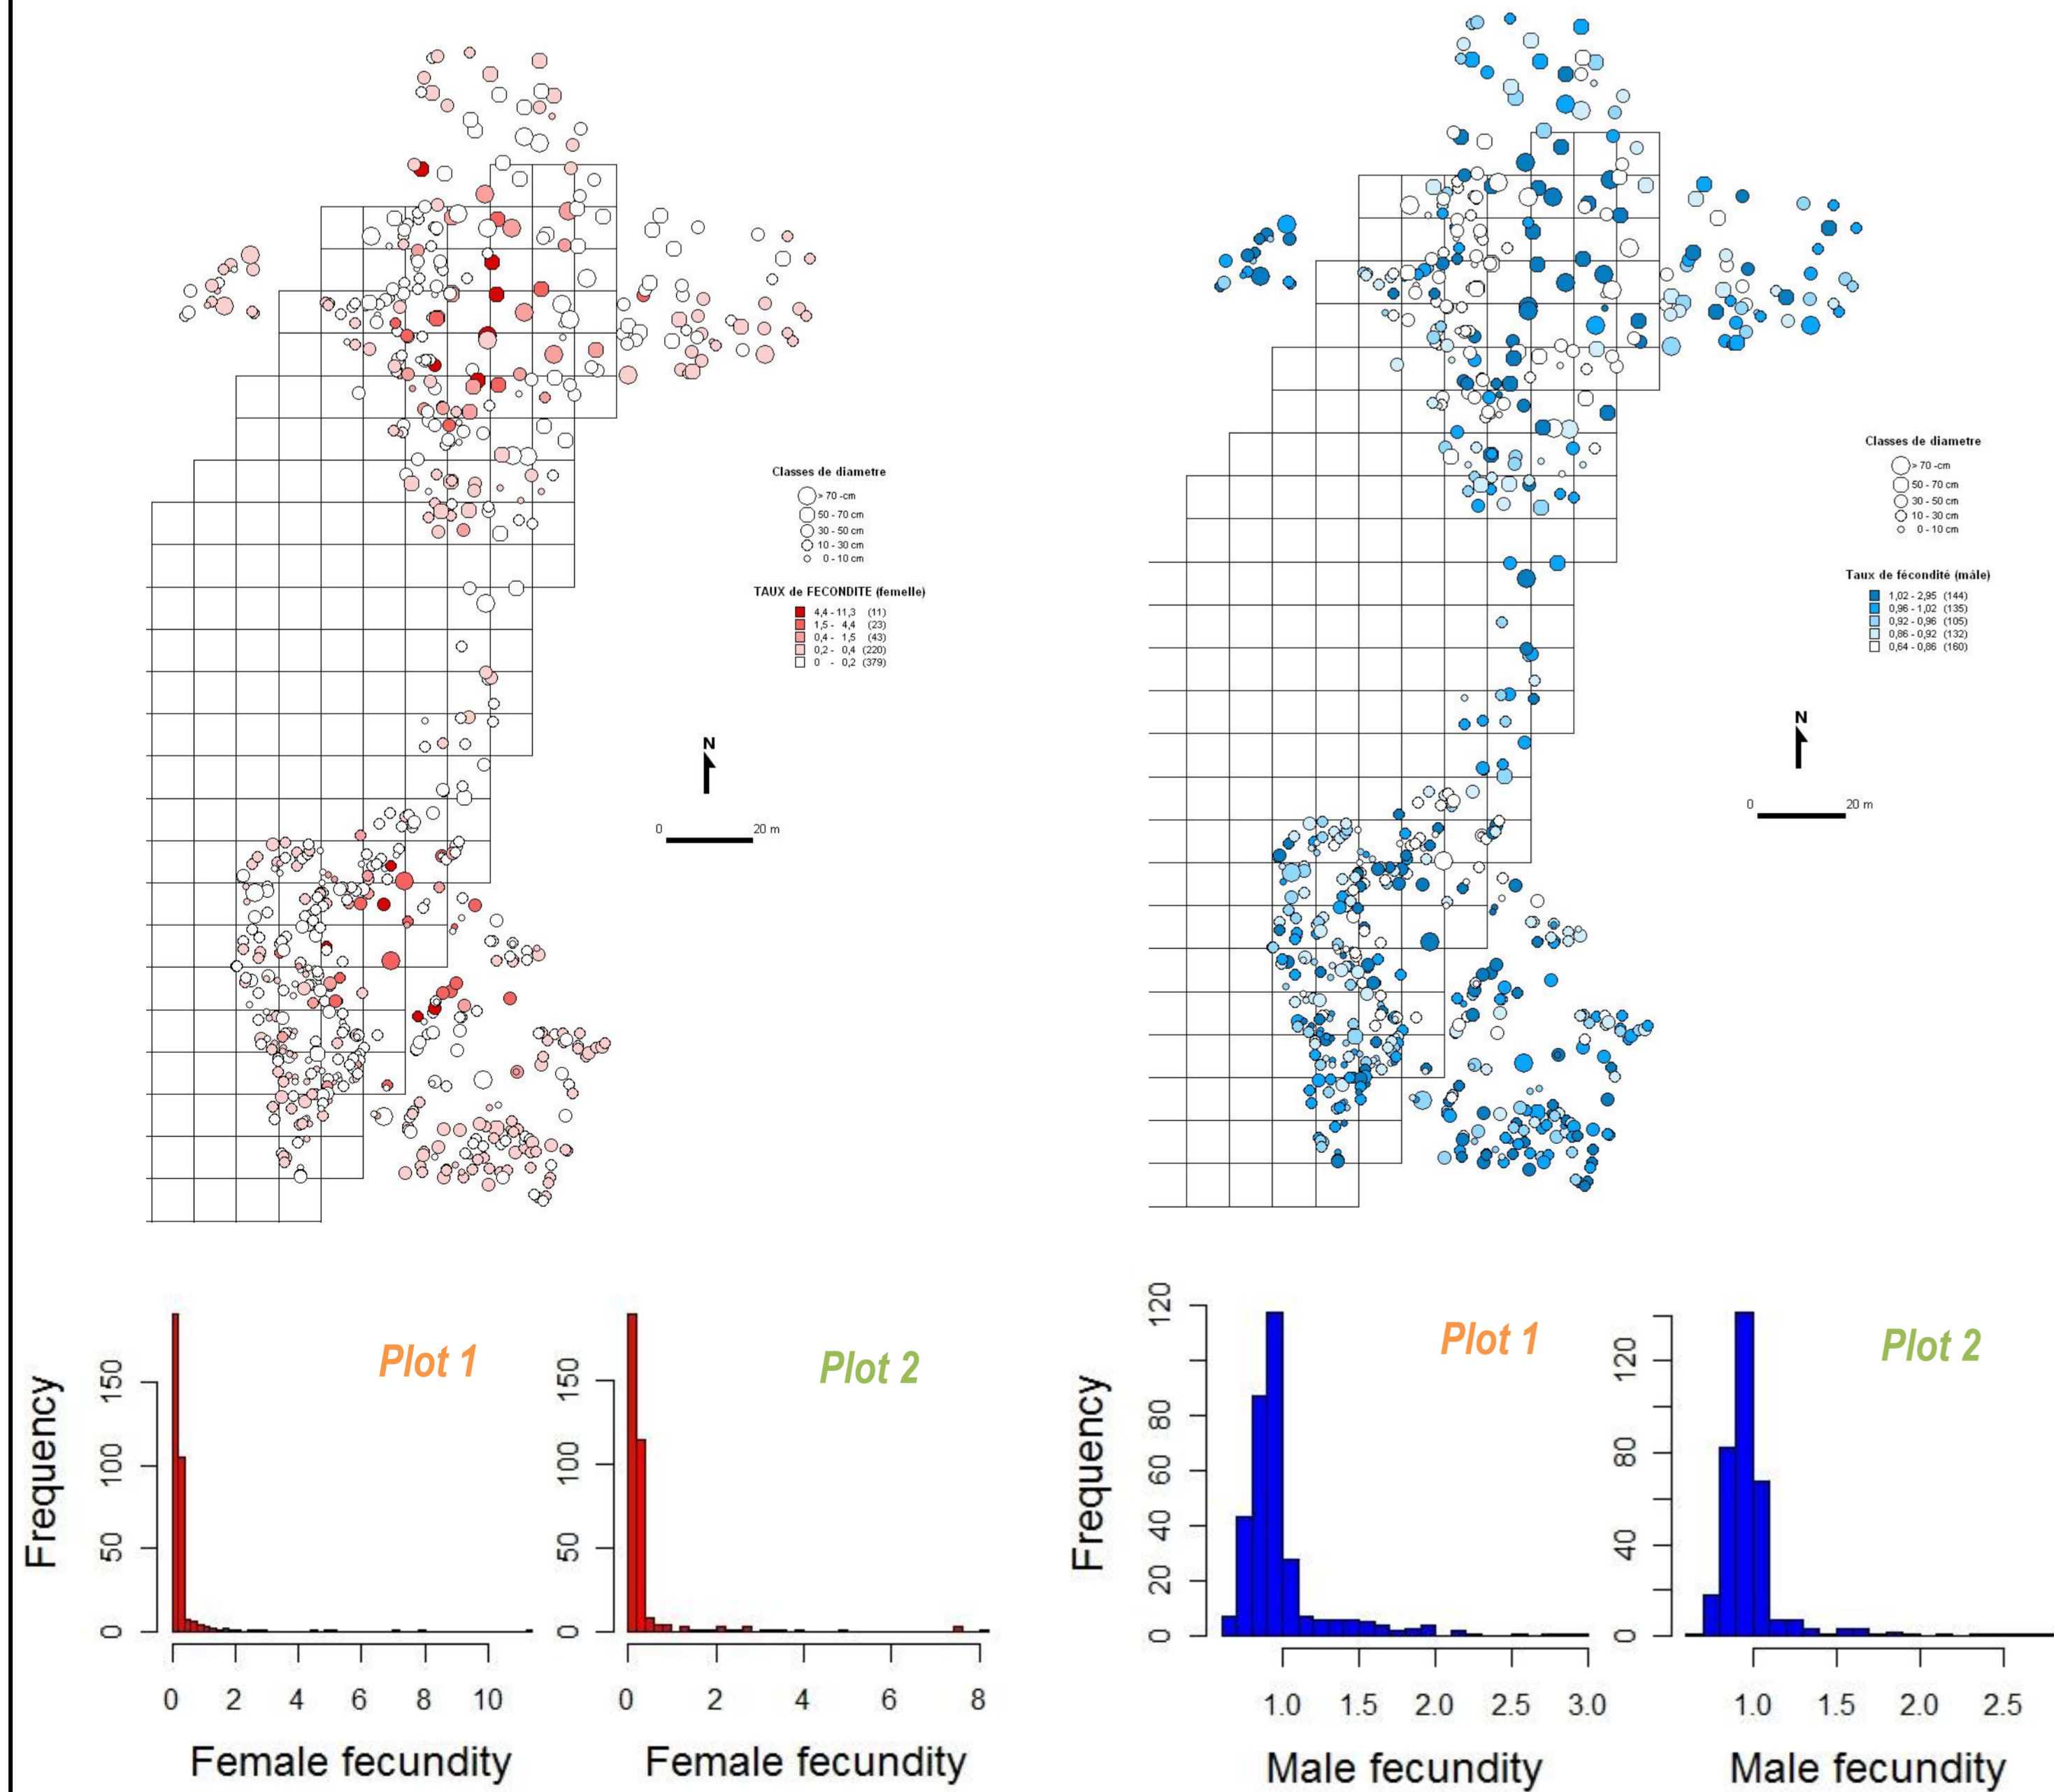 Classes de diametre
> 70 -cm
50 - 70 cm
30 - 50 cm
10 - 30 cm
0 - 10 cm
TAUX de FECONDITE (femelle)
4,4 - 11,3 (11)
1,5 - 4,4 (23)
0,4 - 1,5 (43)
0,2 - 0,4 (220)
0 - 0,2 (379)
N
0 20 m
Classes de diametre
> 70 -cm
50 - 70 cm
30 - 50 cm
10 - 30 cm
0 - 10 cm
Taux de fécondité (mâle)
1,02 - 2,95 (144)
0,96 - 1,02 (135)
0,92 - 0,96 (105)
0,86 - 0,92 (132)
0,64 - 0,86 (160)
N
0 20 m
Plot 1
Frequency
150
100
50
0
0 2 4 6 8 10
Female fecundity
Plot 2
150
100
50
0
0 2 4 6 8
Female fecundity
Plot 1
Frequency
120
80
60
40
20
0
1.0 1.5 2.0 2.5 3.0
Male fecundity
Plot 2
120
80
40
0
1.0 1.5 2.0 2.5
Male fecundity